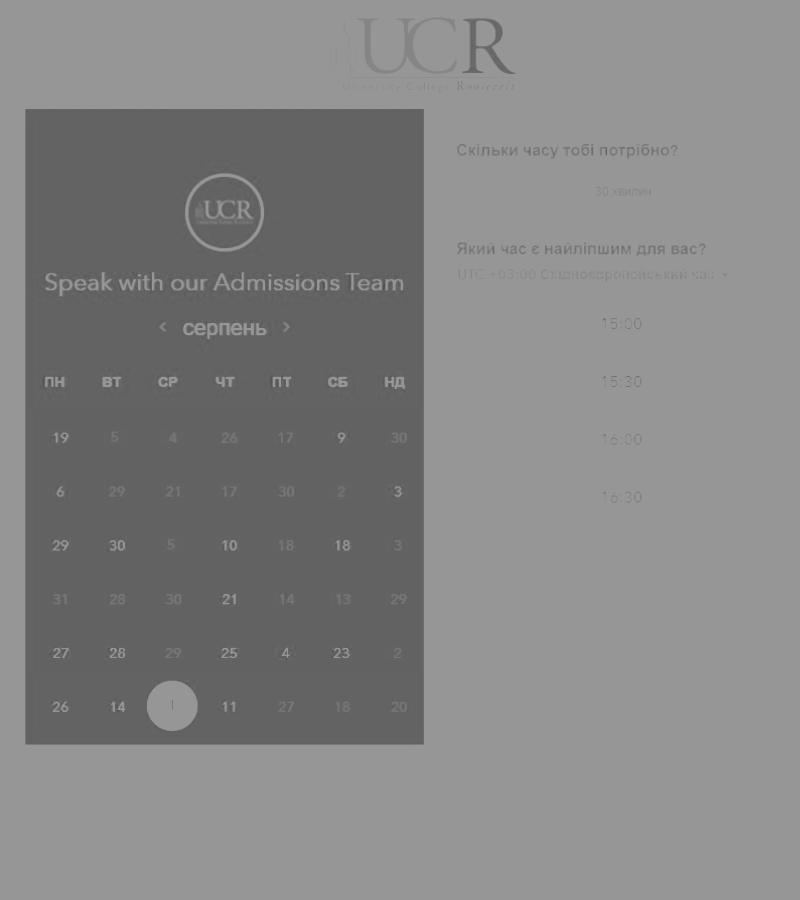 UCR
University College Roosevelt
UCR
Speak with our Admissions Team
серпень
ПН ВТ СР ЧТ ПТ СБ НД
19 5 4 26 17 9 30
6 29 21 17 30 2 3
29 30 5 10 18 18 3
31 28 30 21 14 13 29
27 28 29 25 4 23 2
26 14 1 11 27 18 20
Скільки часу тобі потрібно?
30 хвилин
Який час є найліпшим для вас?
UTC +03:00 Східноєвропейський час
15:00
15:30
16:00
16:30